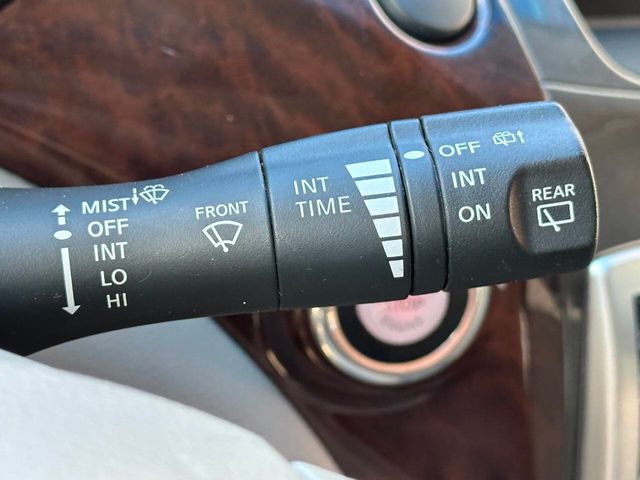 MIST
OFF
INT
LO
HI
FRONT
INT
TIME
OFF
INT
ON
REAR